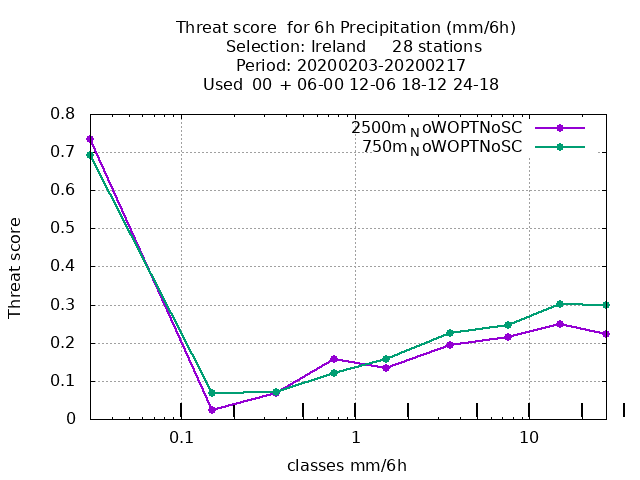 Threat score  for 6h Precipitation (mm/6h)
Selection: Ireland     28 stations
Period: 20200203-20200217
Used  00  + 06-00 12-06 18-12 24-18
2500m_NoWOPTNoSC
750m_NoWOPTNoSC
0.8
0.7
0.6
0.5
0.4
0.3
0.2
0.1
0
Threat score
0.1 1 10
classes mm/6h